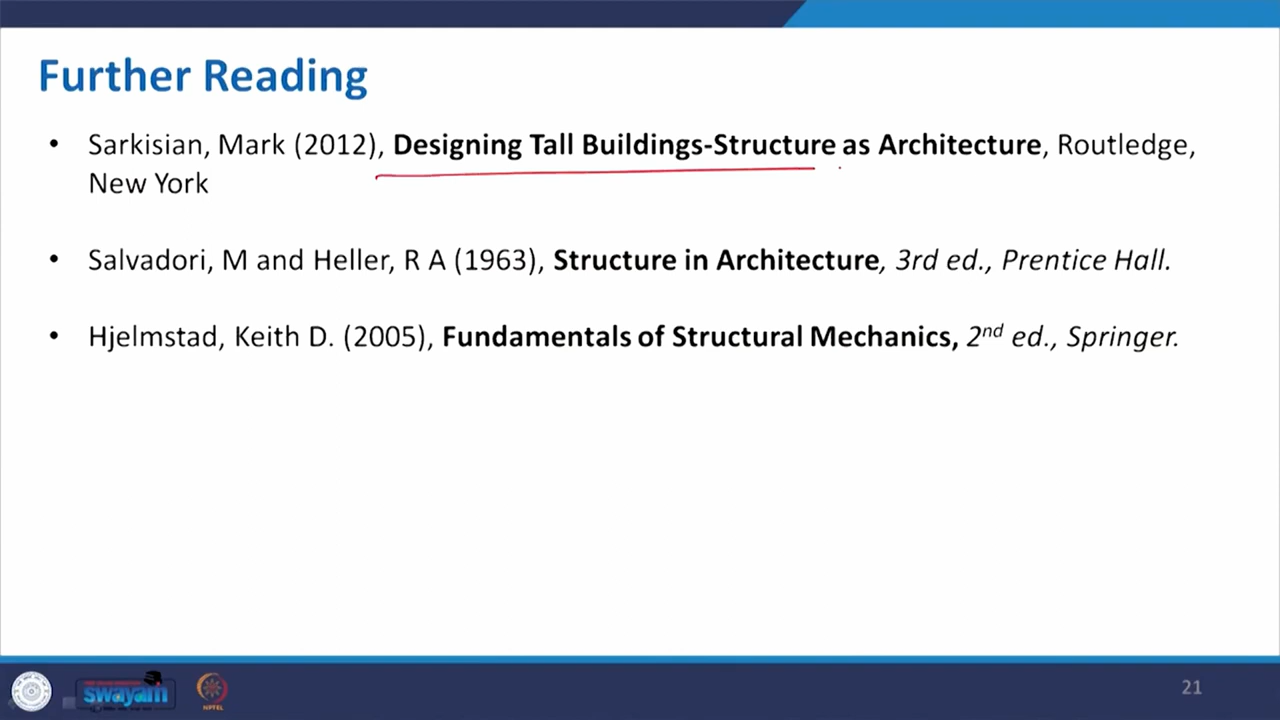 Further Reading
• Sarkisian, Mark (2012), Designing Tall Buildings-Structure as Architecture, Routledge,
New York
• Salvadori, M and Heller, R A (1963), Structure in Architecture, 3rd ed., Prentice Hall.
• Hjelmstad, Keith D. (2005), Fundamentals of Structural Mechanics, 2nd ed., Springer.
swayam
NPTEL
21